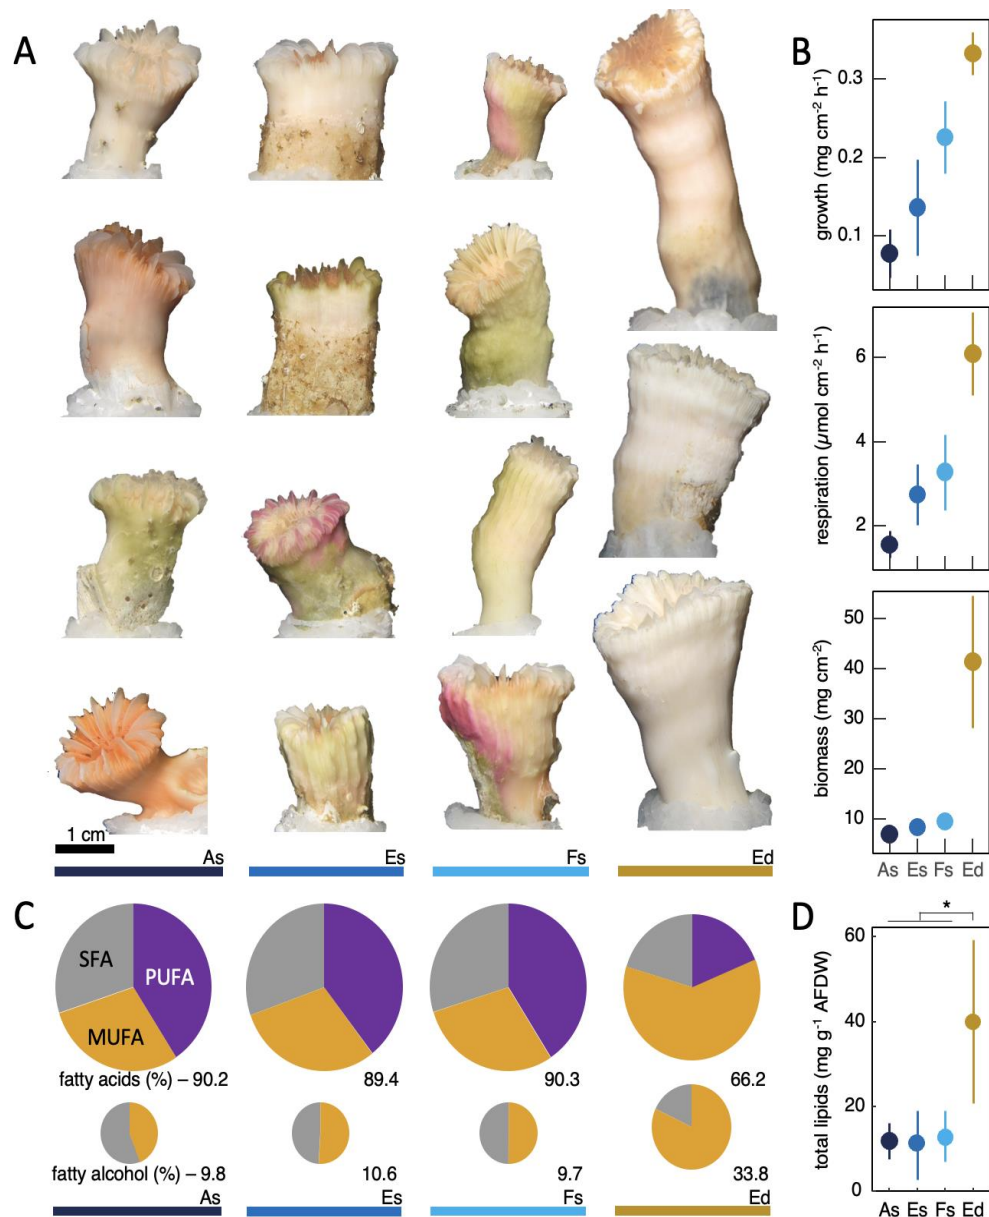 A
1 cm
As
Es
Fs
Ed
B
growth (mg cm⁻² h⁻¹)
0.3
0.2
0.1
respiration (µmol cm⁻² h⁻¹)
6
4
2
biomass (mg cm⁻²)
50
40
30
20
10
As Es Fs Ed
C
SFA
PUFA
MUFA
fatty acids (%) – 90.2
89.4
90.3
66.2
fatty alcohol (%) – 9.8
10.6
9.7
33.8
As
Es
Fs
Ed
D
*
total lipids (mg g⁻¹ AFDW)
60
40
20
0
As Es Fs Ed